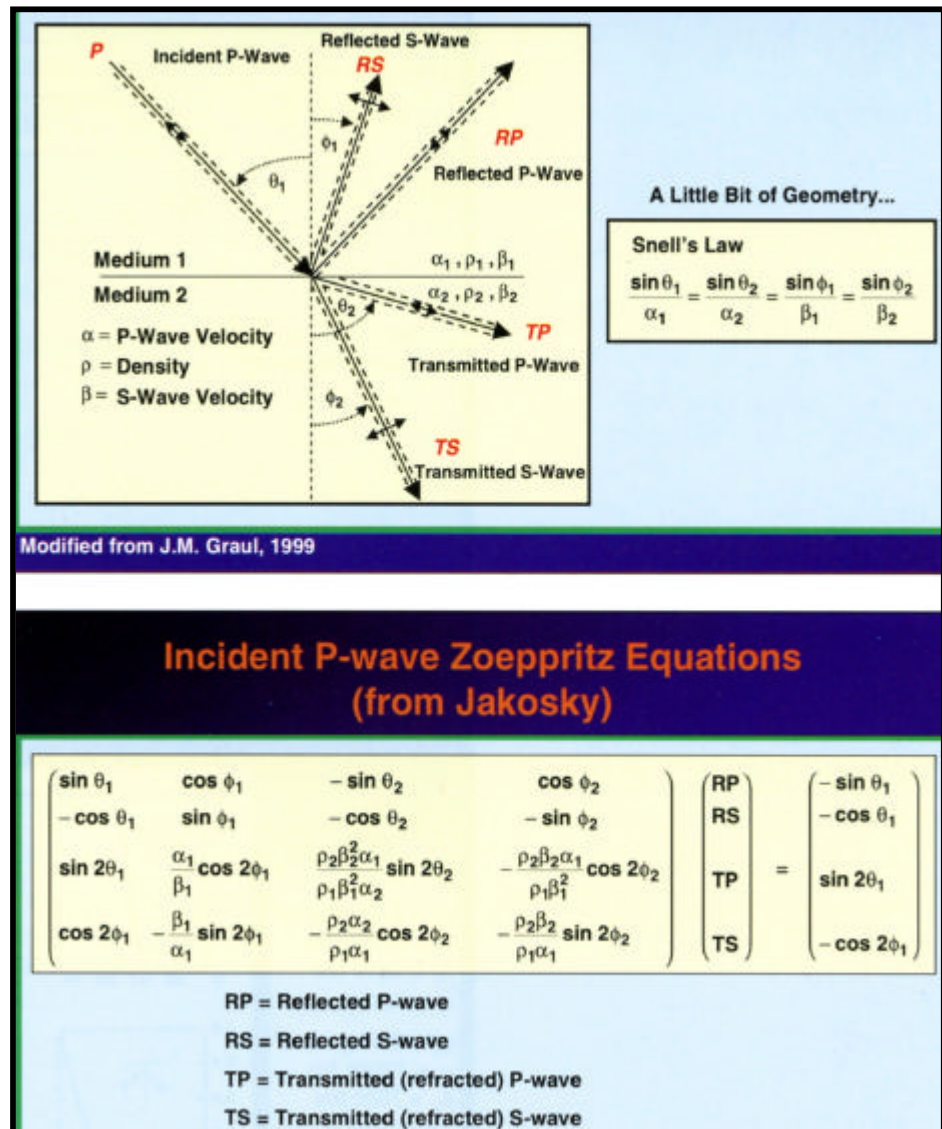 P
Incident P-Wave
Reflected S-Wave
RS
ϕ₁
θ₁
RP
Reflected P-Wave
Medium 1
α₁ , ρ₁ , β₁
Medium 2
α₂ , ρ₂ , β₂
θ₂
α = P-Wave Velocity
ρ = Density
β = S-Wave Velocity
TP
Transmitted P-Wave
ϕ₂
TS
Transmitted S-Wave
A Little Bit of Geometry...
Snell's Law
sin θ₁ / α₁ = sin θ₂ / α₂ = sin ϕ₁ / β₁ = sin ϕ₂ / β₂
Modified from J.M. Graul, 1999
Incident P-wave Zoeppritz Equations
(from Jakosky)
sin θ₁ cos ϕ₁ − sin θ₂ cos ϕ₂ RP − sin θ₁
− cos θ₁ sin ϕ₁ − cos θ₂ − sin ϕ₂ RS − cos θ₁
sin 2θ₁ α₁/β₁ cos 2ϕ₁ ρ₂β₂²α₁/ρ₁β₁²α₂ sin 2θ₂ − ρ₂β₂α₁/ρ₁β₁² cos 2ϕ₂ TP = sin 2θ₁
cos 2ϕ₁ − β₁/α₁ sin 2ϕ₁ − ρ₂α₂/ρ₁α₁ cos 2ϕ₂ − ρ₂β₂/ρ₁α₁ sin 2ϕ₂ TS − cos 2ϕ₁
RP = Reflected P-wave
RS = Reflected S-wave
TP = Transmitted (refracted) P-wave
TS = Transmitted (refracted) S-wave